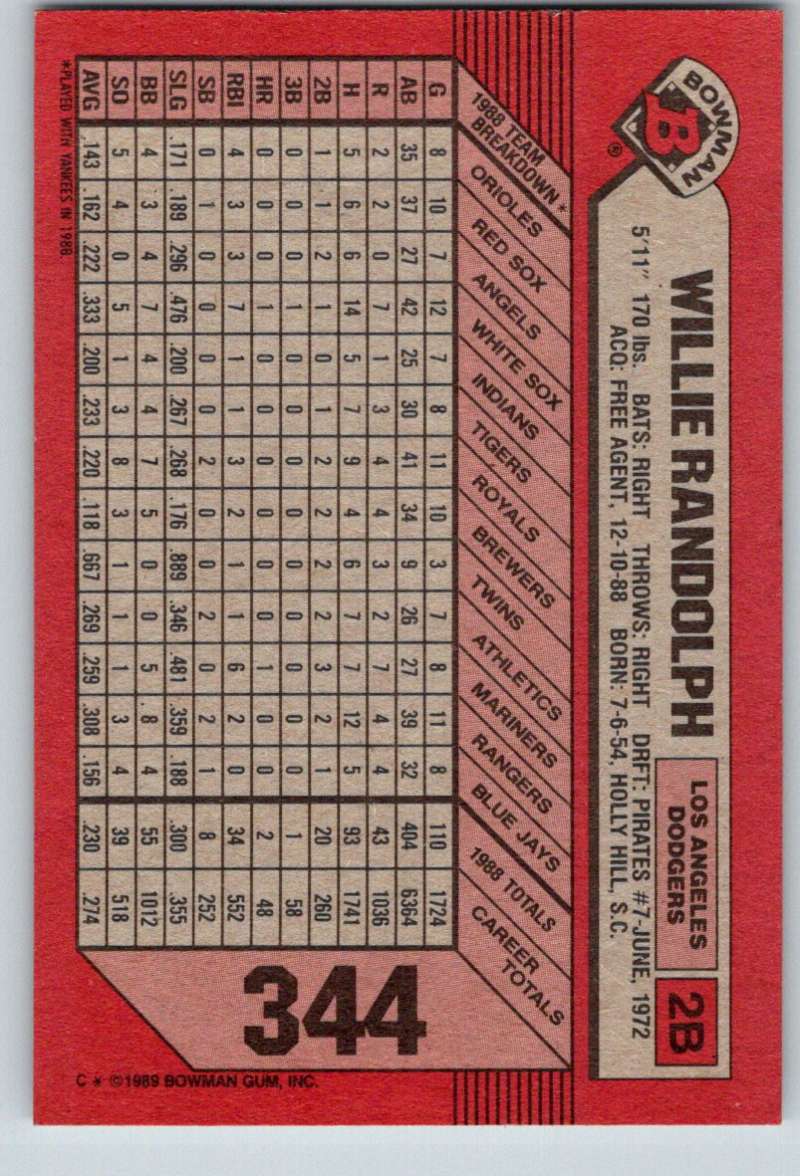 BOWMAN
B
®
WILLIE RANDOLPH
LOS ANGELES
DODGERS
2B
5'11" 170 lbs. BATS: RIGHT THROWS: RIGHT DRFT: PIRATES #7-JUNE, 1972
ACQ: FREE AGENT, 12-10-88 BORN: 7-6-54, HOLLY HILL, S.C.
1988 TEAM
BREAKDOWN*
ORIOLES
RED SOX
ANGELS
WHITE SOX
INDIANS
TIGERS
ROYALS
BREWERS
TWINS
ATHLETICS
MARINERS
RANGERS
BLUE JAYS
1988 TOTALS
CAREER
TOTALS
G 8 10 7 12 7 8 11 10 3 7 8 11 8 110 1724
AB 35 37 27 42 25 30 41 34 9 26 27 39 32 404 6364
R 2 2 0 7 1 3 4 4 3 2 7 4 4 43 1036
H 5 6 6 14 5 7 9 4 6 7 7 12 5 93 1741
2B 1 1 2 1 0 1 2 2 2 2 3 2 1 20 260
3B 0 0 0 1 0 0 0 0 0 0 0 0 0 1 58
HR 0 0 0 1 0 0 0 0 0 0 1 0 0 2 48
RBI 4 3 3 7 1 1 3 2 1 1 6 2 0 34 552
SB 0 1 0 0 0 0 2 0 0 2 0 2 1 8 252
SLG .171 .189 .296 .476 .200 .267 .268 .176 .889 .346 .481 .359 .188 .300 .355
BB 4 3 4 7 4 4 7 5 0 0 5 8 4 55 1012
SO 5 4 0 5 1 3 8 3 1 1 1 3 4 39 518
AVG .143 .162 .222 .333 .200 .233 .220 .118 .667 .269 .259 .308 .156 .230 .274
*PLAYED WITH YANKEES IN 1988.
344
C * ©1989 BOWMAN GUM, INC.